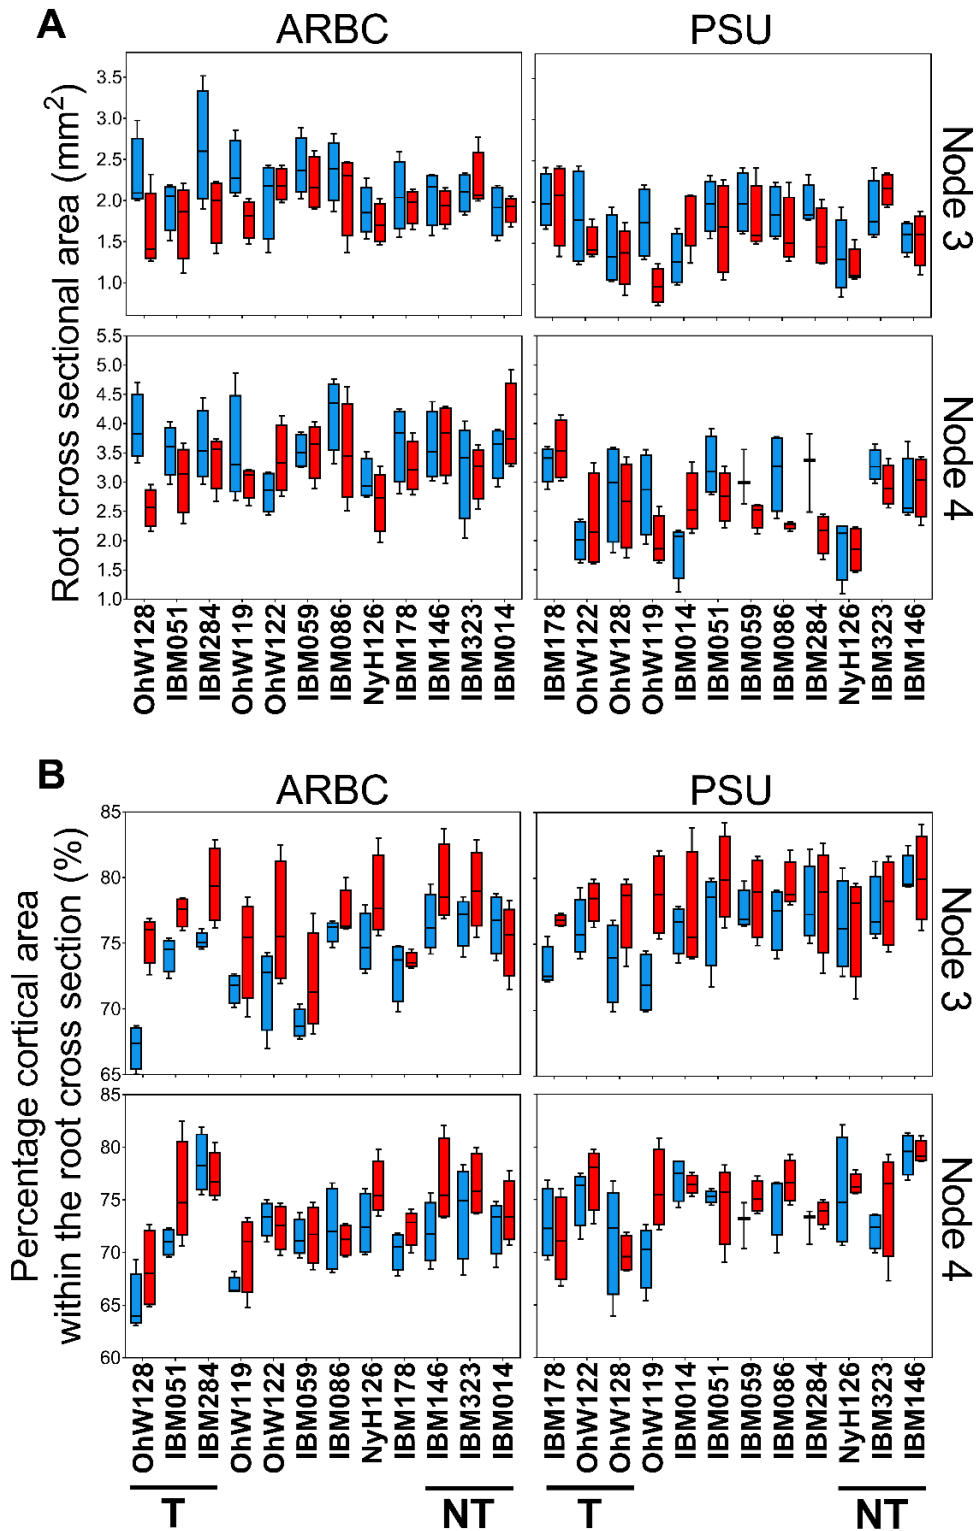 A
ARBC
PSU
Root cross sectional area (mm²)
3.5
3.0
2.5
2.0
1.5
1.0
Node 3
5.5
5.0
4.5
4.0
3.5
3.0
2.5
2.0
1.5
1.0
Node 4
OhW128
IBM051
IBM284
OhW119
OhW122
IBM059
IBM086
NyH126
IBM178
IBM146
IBM323
IBM014
IBM178
OhW122
OhW128
OhW119
IBM014
IBM051
IBM059
IBM086
IBM284
NyH126
IBM323
IBM146
B
ARBC
PSU
Percentage cortical area
within the root cross section (%)
85
80
75
70
65
Node 3
85
80
75
70
65
60
Node 4
OhW128
IBM051
IBM284
OhW119
OhW122
IBM059
IBM086
NyH126
IBM178
IBM146
IBM323
IBM014
IBM178
OhW122
OhW128
OhW119
IBM014
IBM051
IBM059
IBM086
IBM284
NyH126
IBM323
IBM146
T
NT
T
NT